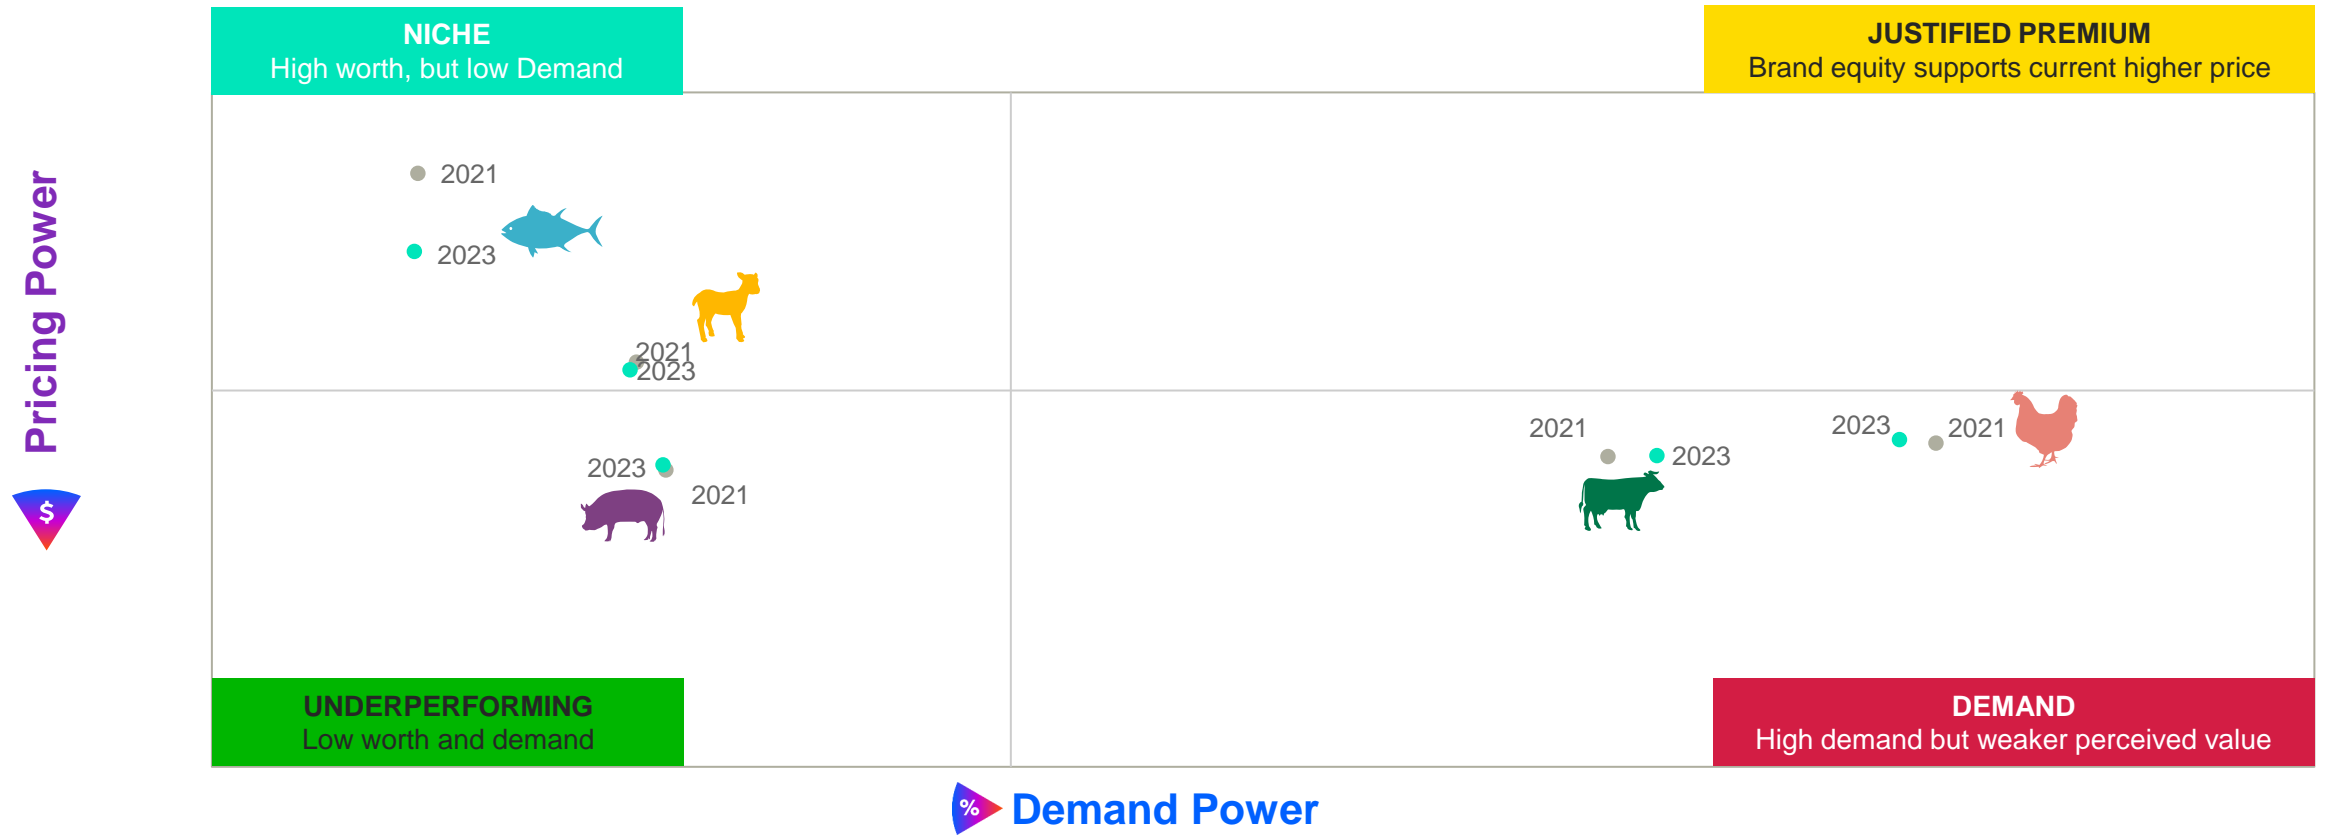 NICHE
High worth, but low Demand
JUSTIFIED PREMIUM
Brand equity supports current higher price
Pricing Power
$
2021
2023
2021
2023
2023
2021
2021
2023
2023
2021
UNDERPERFORMING
Low worth and demand
DEMAND
High demand but weaker perceived value
% Demand Power